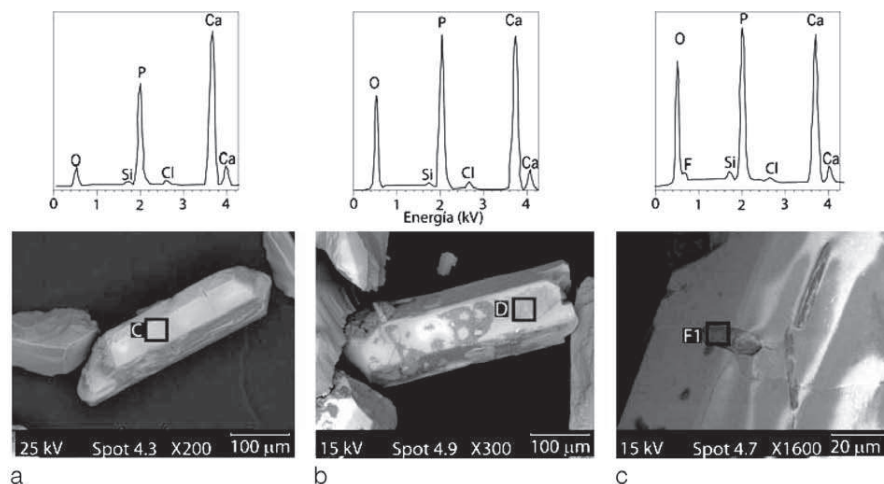 Ca
P
O
Si
Cl
Ca
0 1 2 3 4
Ca
P
O
Si
Cl
Ca
0 1 2 3 4
Energía (kV)
Ca
P
O
F
Si
Cl
Ca
0 1 2 3 4
C
25 kV Spot 4.3 X200 100 µm
a
D
15 kV Spot 4.9 X300 100 µm
b
F1
15 kV Spot 4.7 X1600 20 µm
c